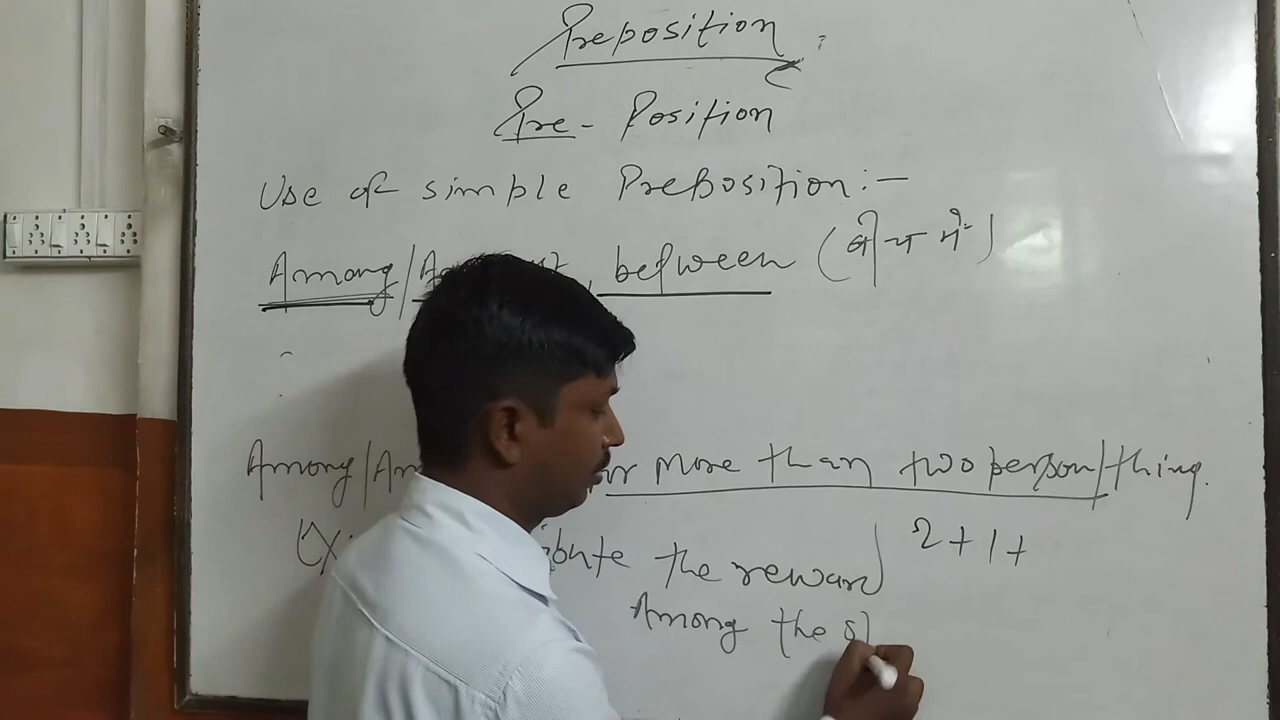 Preposition :
Pre - Position
Use of simple Preposition :-
Among / between (बीच में)
Among / more than two person/thing.
the reward 2+1+
Among the